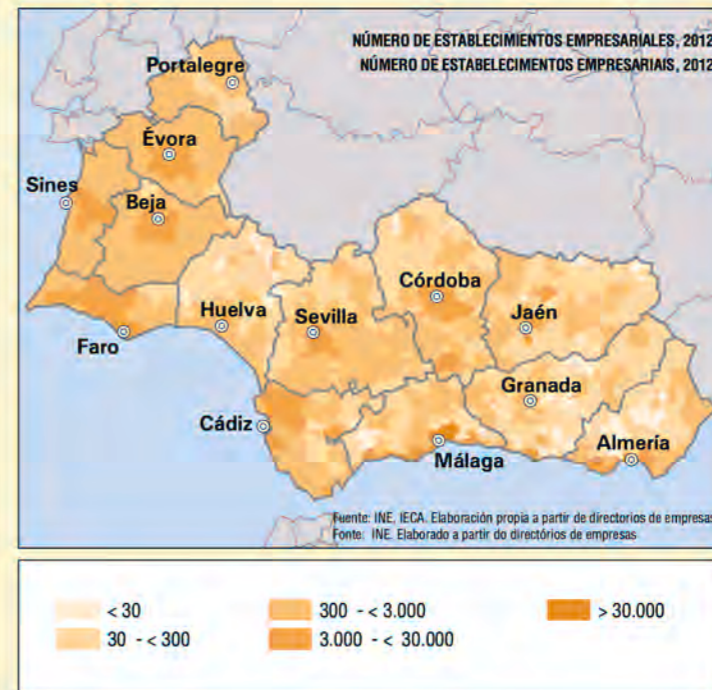 NÚMERO DE ESTABLECIMIENTOS EMPRESARIALES, 2012
NÚMERO DE ESTABELECIMENTOS EMPRESARIAIS, 2012
Portalegre
Évora
Sines
Beja
Córdoba
Huelva
Sevilla
Jaén
Faro
Granada
Cádiz
Almería
Málaga
Fuente: INE, IECA. Elaboración propia a partir de directorios de empresas
Fonte: INE. Elaborado a partir do directórios de empresas
< 30
300 - < 3.000
> 30.000
30 - < 300
3.000 - < 30.000